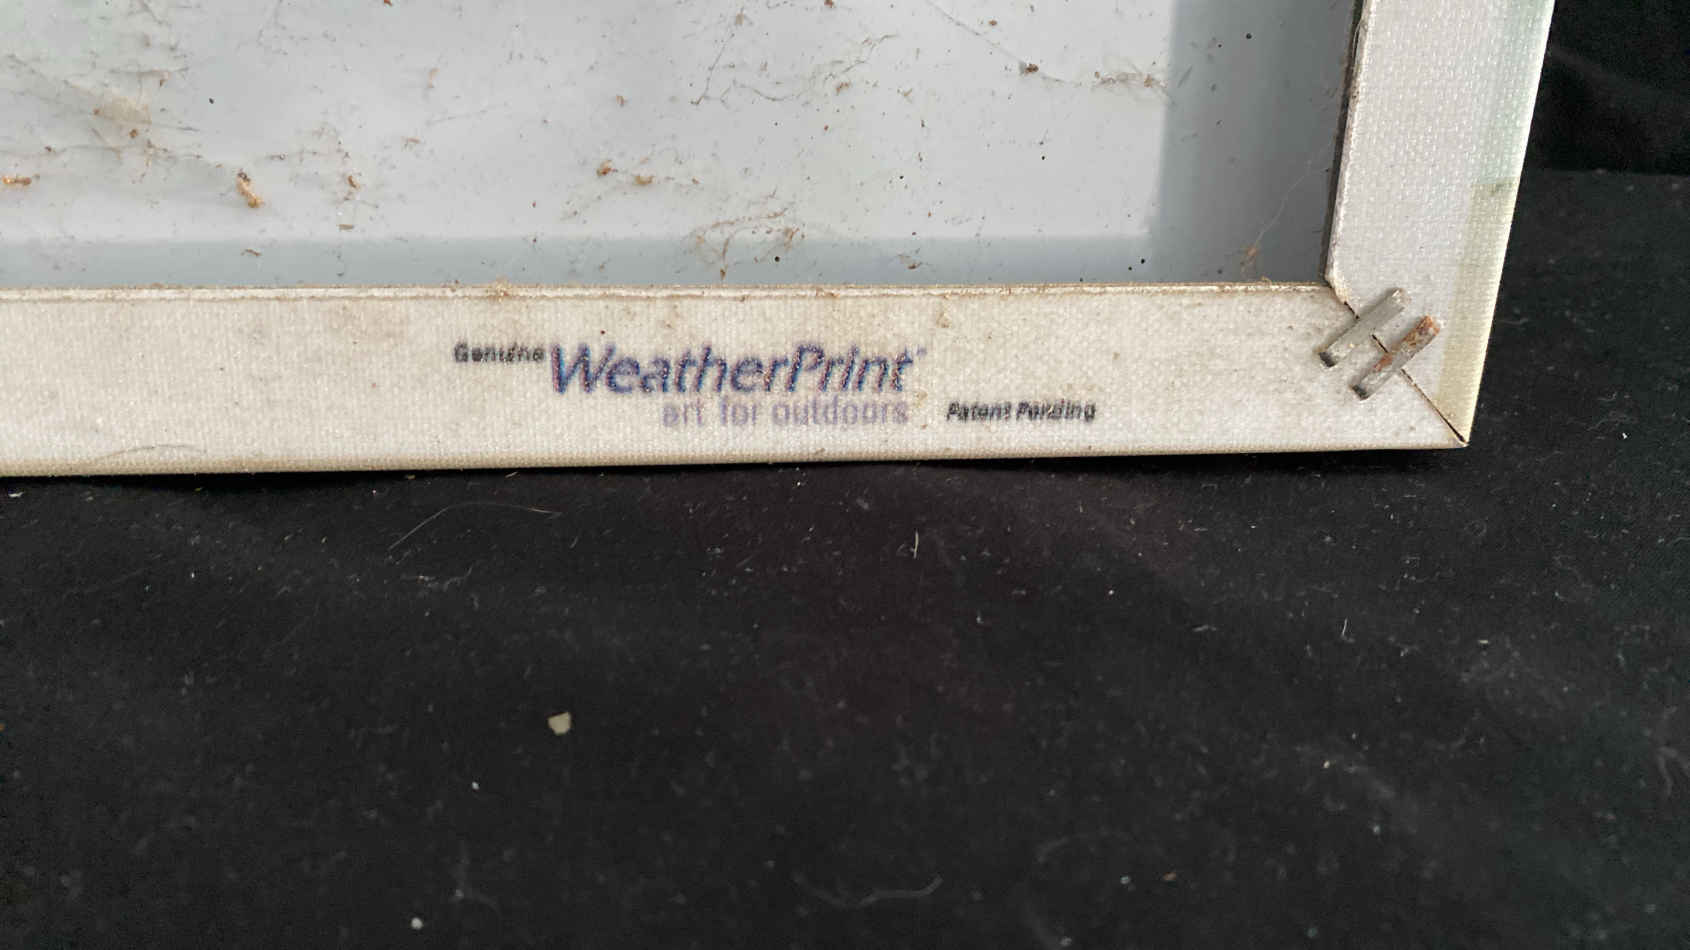 Genuine WeatherPrint
art for outdoors Patent Pending